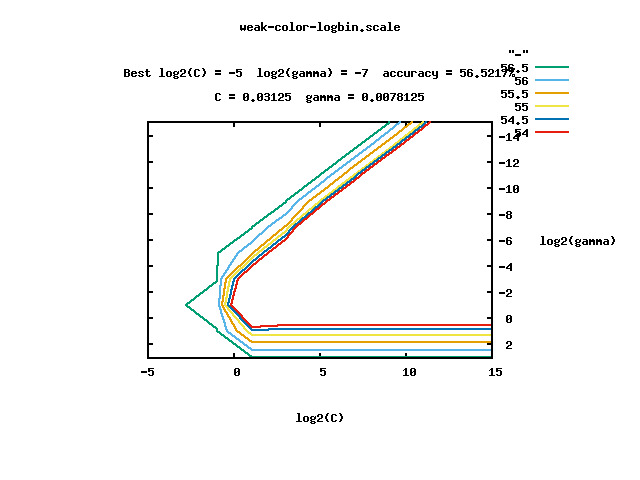 weak-color-logbin.scale
"-"
Best log2(C) = -5  log2(gamma) = -7  accuracy = 56.5217%
56.5
56
C = 0.03125  gamma = 0.0078125
55.5
55
54.5
54
-14
-12
-10
-8
-6
log2(gamma)
-4
-2
0
2
-5 0 5 10 15
log2(C)